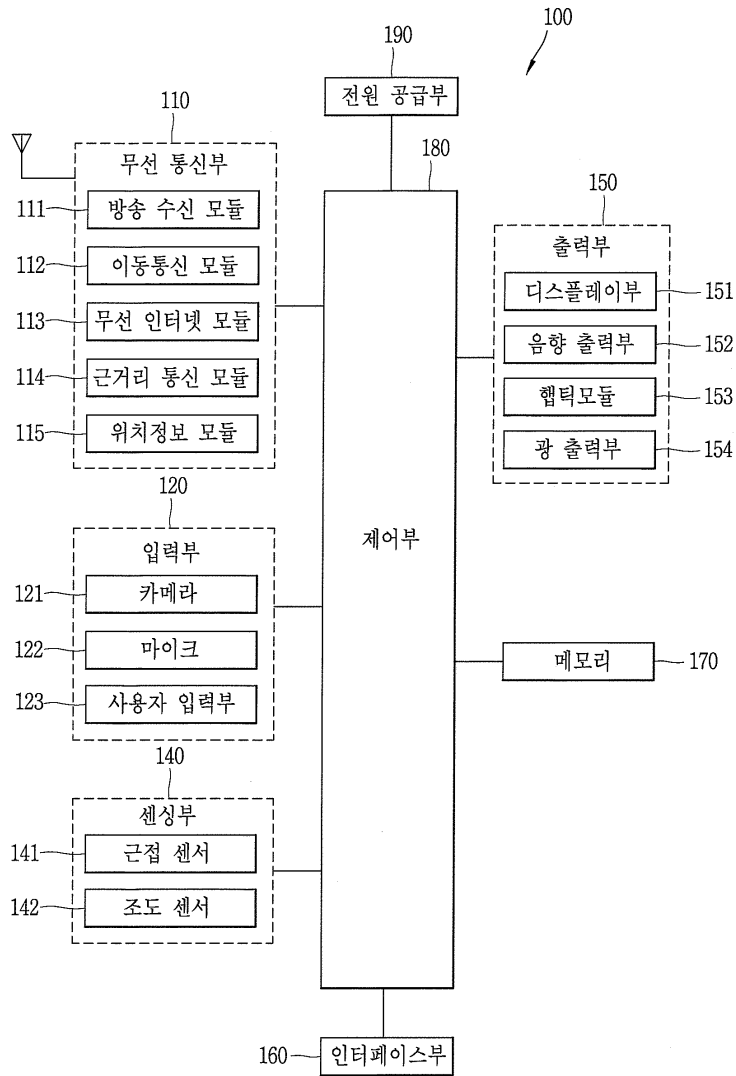 100
190
전원 공급부
110
무선 통신부
111 방송 수신 모듈
112 이동통신 모듈
113 무선 인터넷 모듈
114 근거리 통신 모듈
115 위치정보 모듈
120
입력부
121 카메라
122 마이크
123 사용자 입력부
140
센싱부
141 근접 센서
142 조도 센서
180
제어부
150
출력부
디스플레이부 151
음향 출력부 152
햅틱모듈 153
광 출력부 154
메모리 170
160 인터페이스부